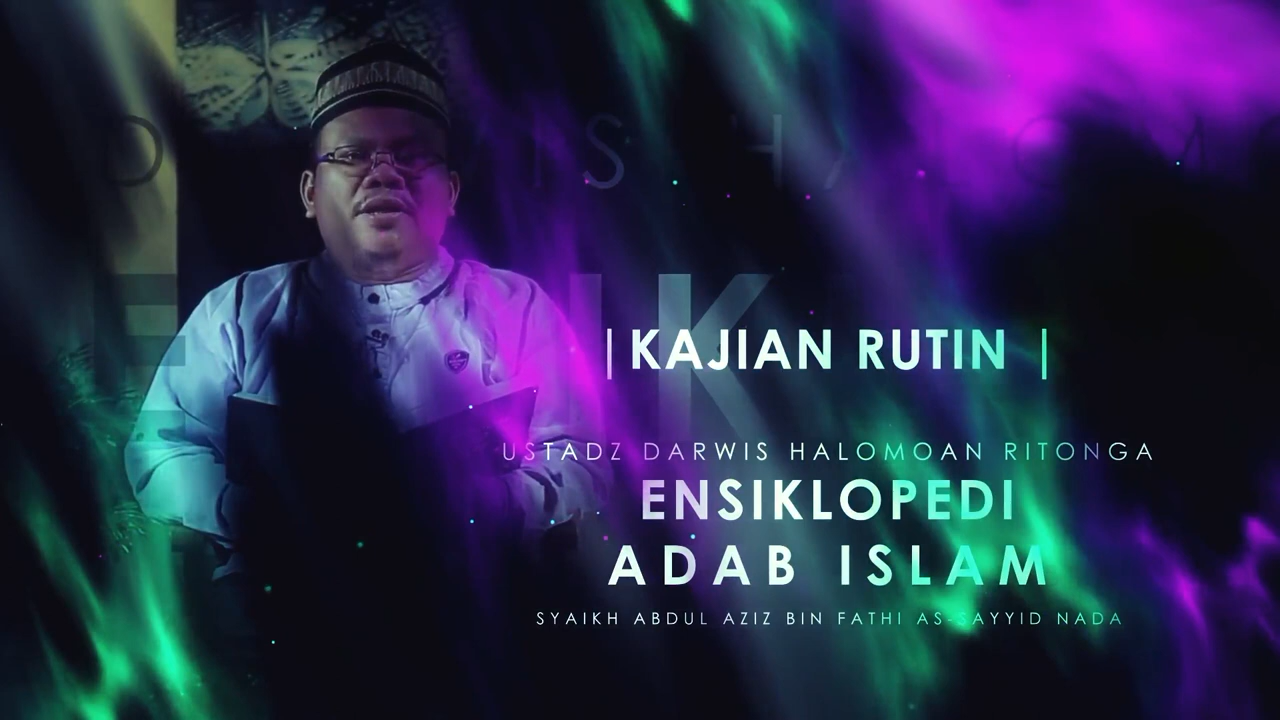 | KAJIAN RUTIN |
USTADZ DARWIS HALOMOAN RITONGA
ENSIKLOPEDI
ADAB ISLAM
SYAIKH ABDUL AZIZ BIN FATHI AS-SAYYID NADA